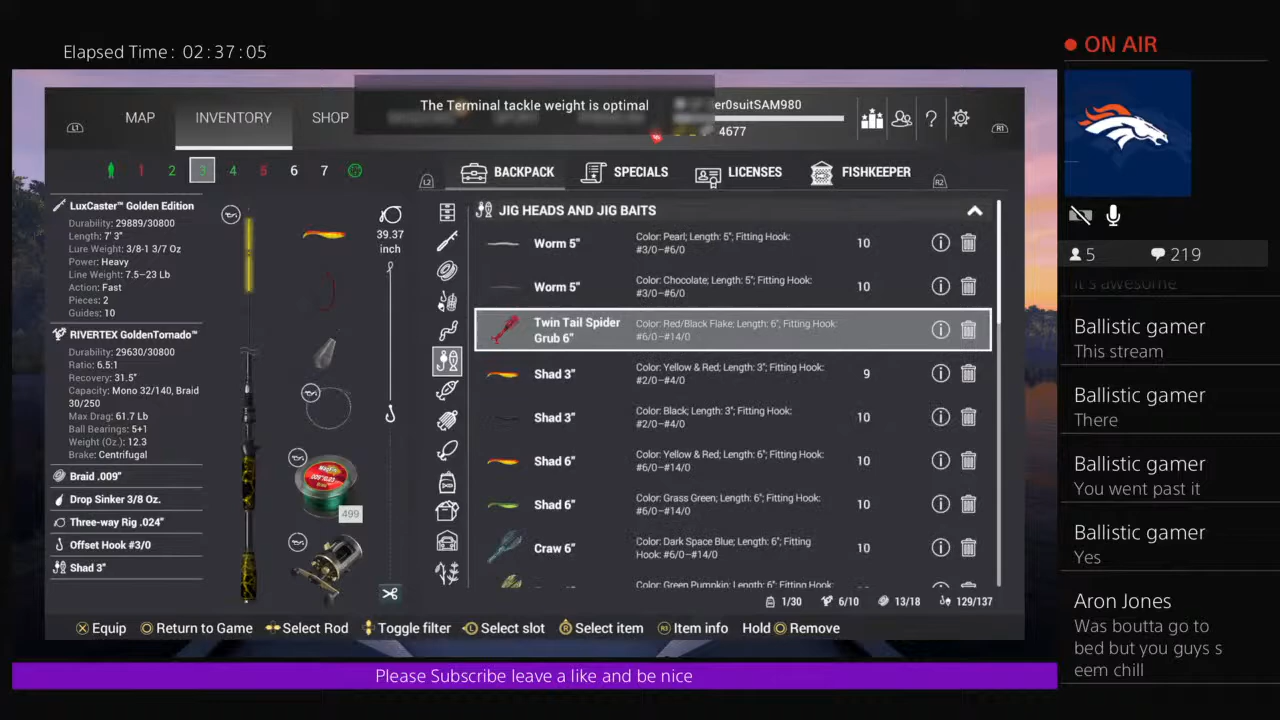 Elapsed Time: 02:37:05
ON AIR
The Terminal tackle weight is optimal
MAP
INVENTORY
SHOP
er0suitSAM980
4677
L1
R1
?
1
2
3
4
5
6
7
L2
BACKPACK
SPECIALS
LICENSES
FISHKEEPER
R2
LuxCaster™ Golden Edition
Durability: 29889/30800
Length: 7' 3"
Lure Weight: 3/8-1 3/7 Oz
Power: Heavy
Line Weight: 7.5–23 Lb
Action: Fast
Pieces: 2
Guides: 10
RIVERTEX GoldenTornado™
Durability: 29630/30800
Ratio: 6.5:1
Recovery: 31.5"
Capacity: Mono 32/140, Braid
30/250
Max Drag: 61.7 Lb
Ball Bearings: 5+1
Weight (Oz.): 12.3
Brake: Centrifugal
Braid .009"
Drop Sinker 3/8 Oz.
Three-way Rig .024"
Offset Hook #3/0
Shad 3"
39.37
inch
499
JIG HEADS AND JIG BAITS
Worm 5"
Color: Pearl; Length: 5"; Fitting Hook:
#3/0–#6/0
10
Worm 5"
Color: Chocolate; Length: 5"; Fitting Hook:
#3/0–#6/0
10
Twin Tail Spider
Grub 6"
Color: Red/Black Flake; Length: 6"; Fitting Hook:
#6/0–#14/0
Shad 3"
Color: Yellow & Red; Length: 3"; Fitting Hook:
#2/0–#4/0
9
Shad 3"
Color: Black; Length: 3"; Fitting Hook:
#2/0–#4/0
10
Shad 6"
Color: Yellow & Red; Length: 6"; Fitting Hook:
#6/0–#14/0
10
Shad 6"
Color: Grass Green; Length: 6"; Fitting Hook:
#6/0–#14/0
10
Craw 6"
Color: Dark Space Blue; Length: 6"; Fitting
Hook: #6/0–#14/0
10
Color: Green Pumpkin; Length: 6"; Fitting
1/30
6/10
13/18
129/137
Equip
Return to Game
Select Rod
Toggle filter
Select slot
Select item
Item info
Hold
Remove
Please Subscribe leave a like and be nice
5
219
it's awesome
Ballistic gamer
This stream
Ballistic gamer
There
Ballistic gamer
You went past it
Ballistic gamer
Yes
Aron Jones
Was boutta go to
bed but you guys s
eem chill